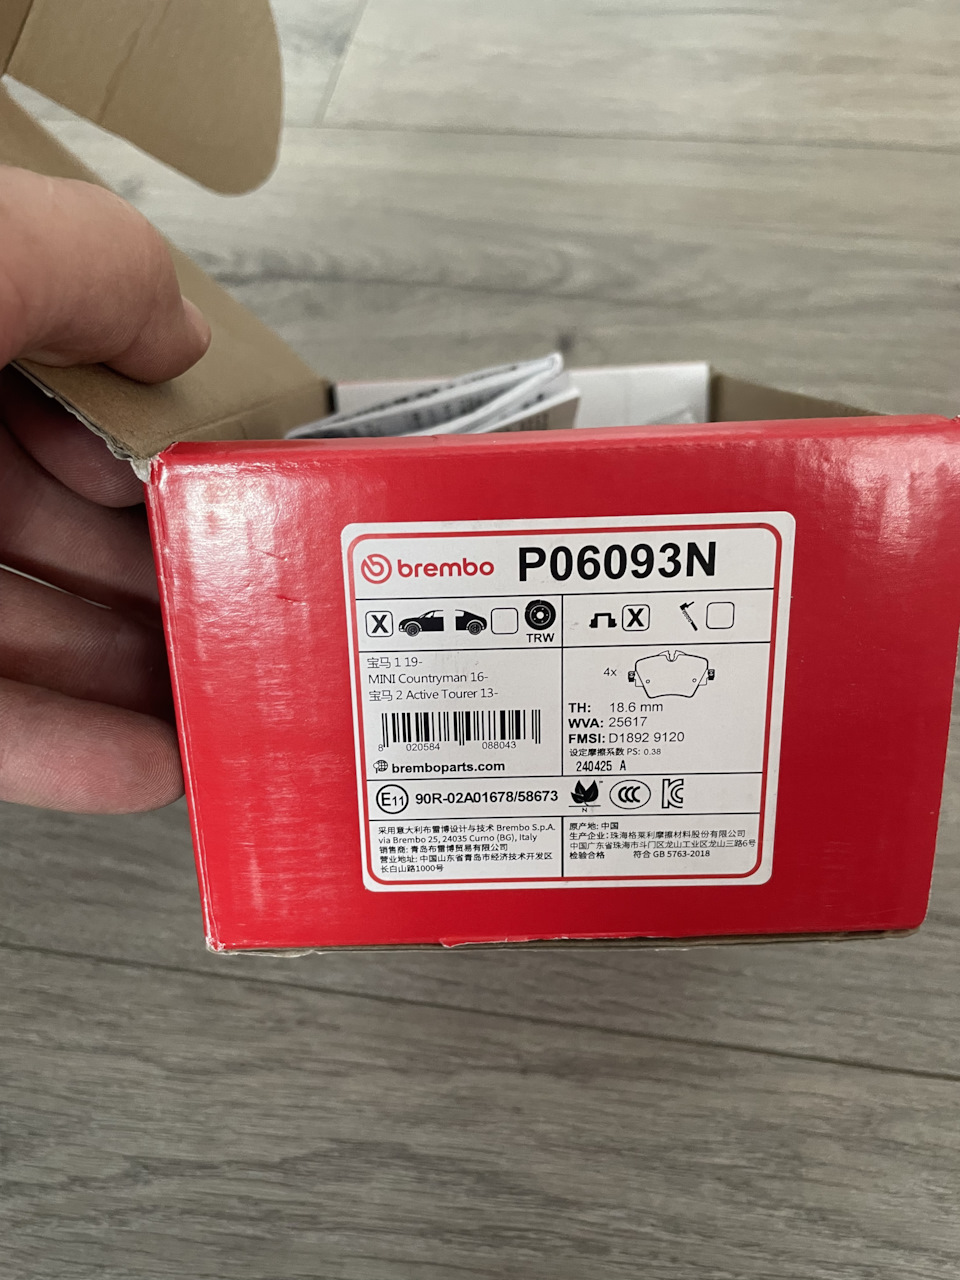 brembo P06093N
X
TRW
X
宝马 1 19-
MINI Countryman 16-
宝马 2 Active Tourer 13-
8 020584 088043
bremboparts.com
4x
TH: 18.6 mm
WVA: 25617
FMSI: D1892 9120
设定摩擦系数 PS: 0.38
240425 A
E11 90R-02A01678/58673
N
CCC
KC
采用意大利布雷博设计与技术 Brembo S.p.A.
via Brembo 25, 24035 Curno (BG), Italy
销售商: 青岛布雷博贸易有限公司
营业地址: 中国山东省青岛市经济技术开发区
长白山路1000号
原产地: 中国
生产企业: 珠海格莱利摩擦材料股份有限公司
中国广东省珠海市斗门区龙山工业区龙山三路6号
检验合格 符合 GB 5763-2018